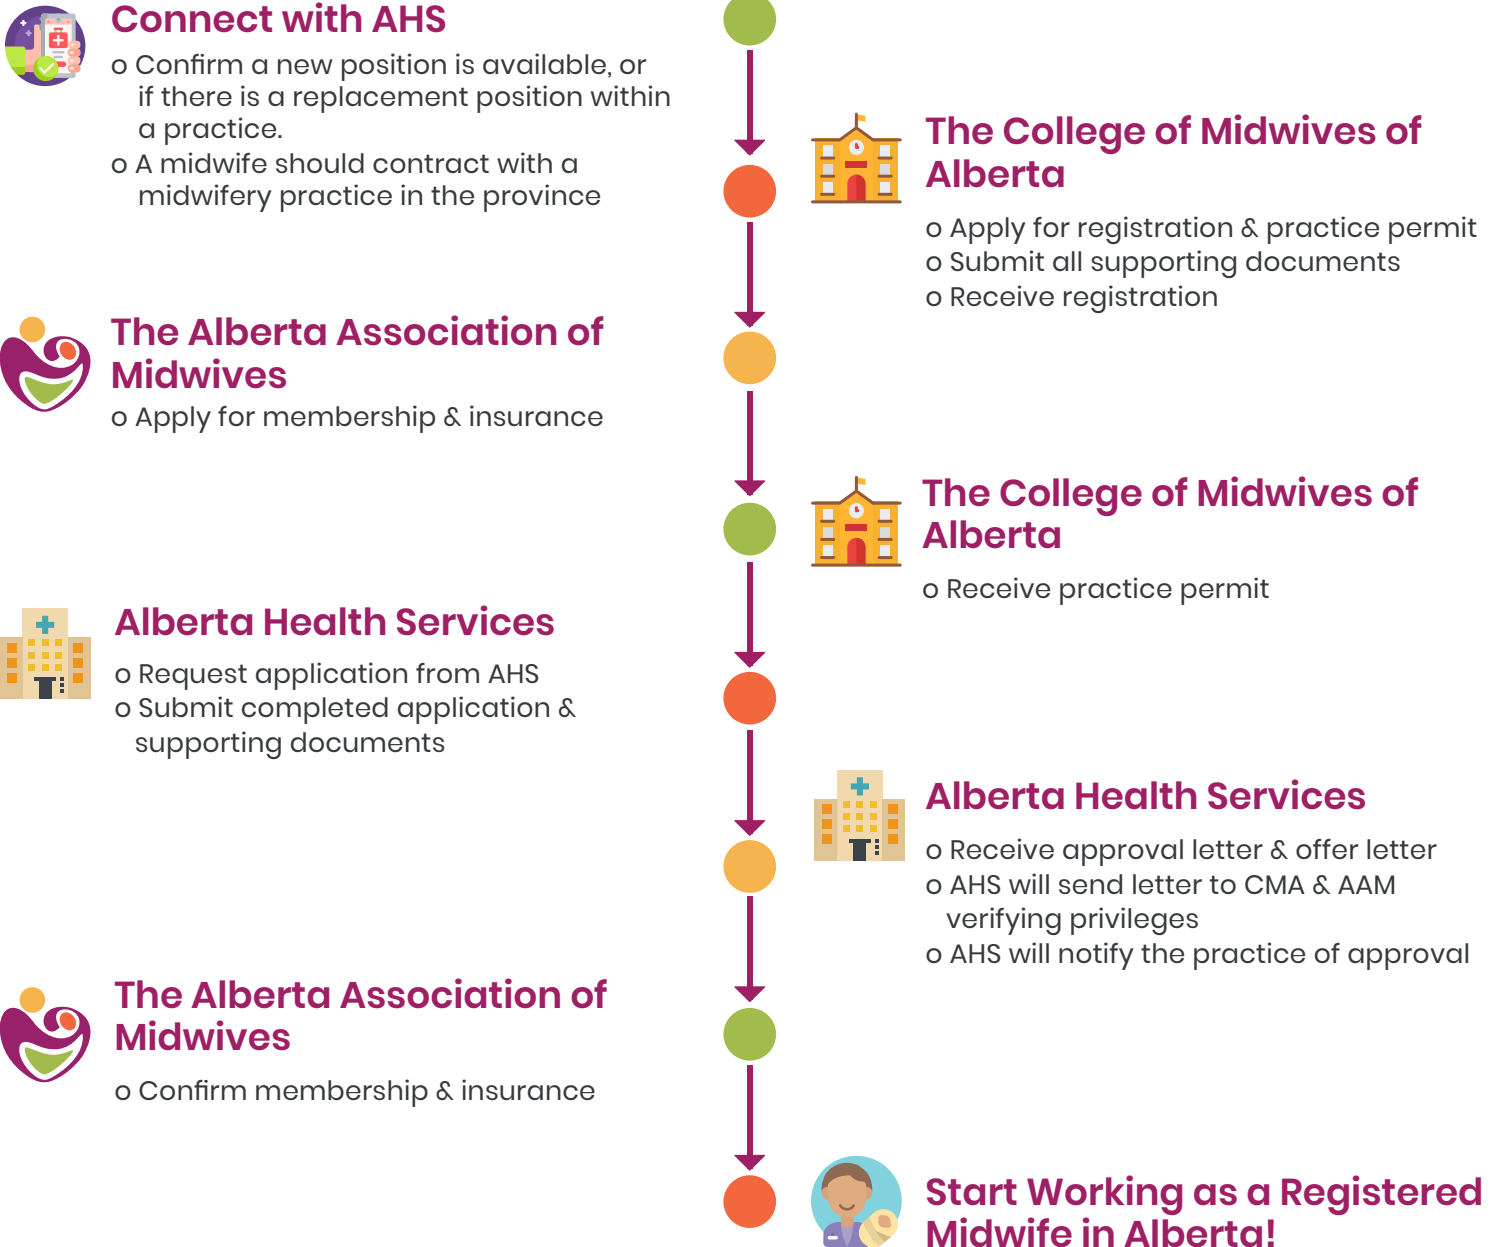 Connect with AHS
o Confirm a new position is available, or
if there is a replacement position within
a practice.
o A midwife should contract with a
midwifery practice in the province
The College of Midwives of
Alberta
o Apply for registration & practice permit
o Submit all supporting documents
o Receive registration
The Alberta Association of
Midwives
o Apply for membership & insurance
The College of Midwives of
Alberta
o Receive practice permit
Alberta Health Services
o Request application from AHS
o Submit completed application &
supporting documents
Alberta Health Services
o Receive approval letter & offer letter
o AHS will send letter to CMA & AAM
verifying privileges
o AHS will notify the practice of approval
The Alberta Association of
Midwives
o Confirm membership & insurance
Start Working as a Registered
Midwife in Alberta!